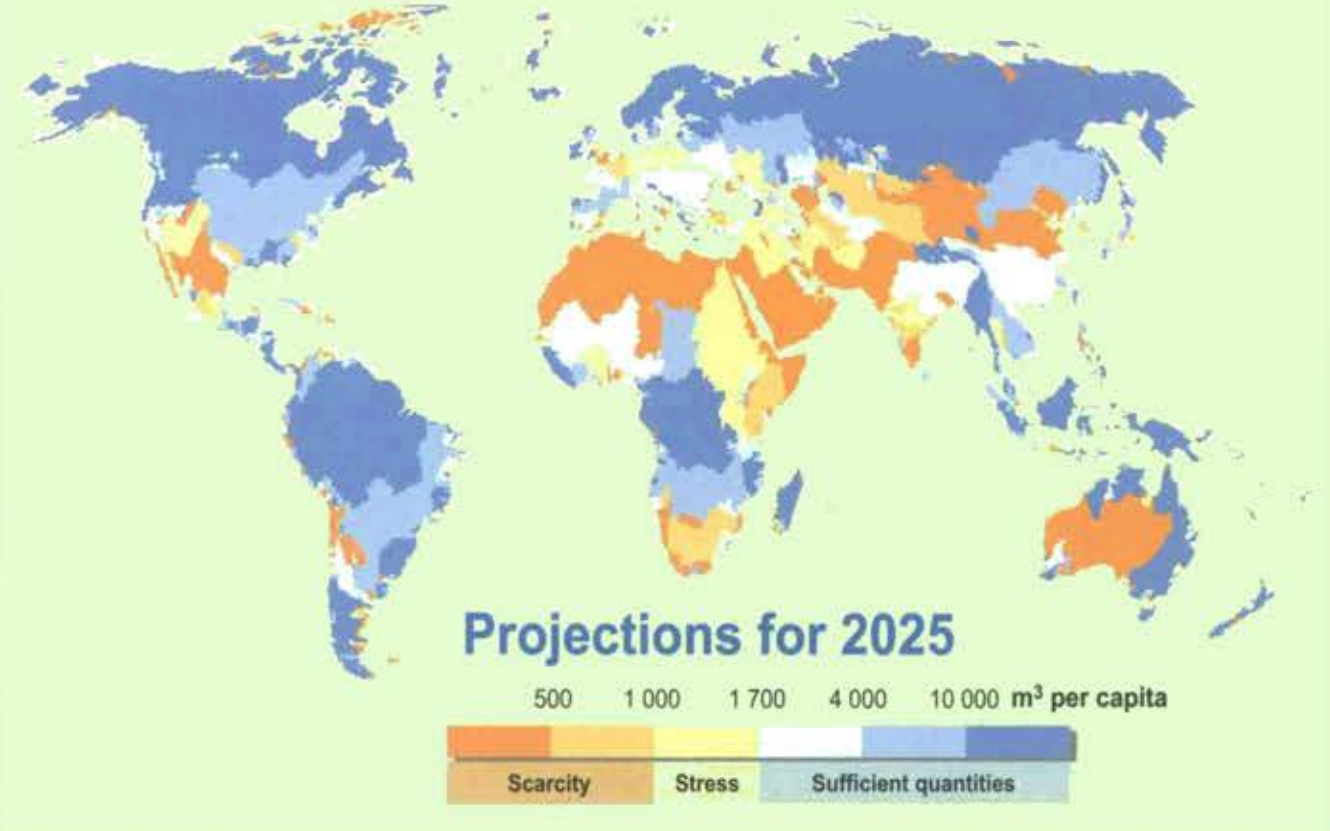 Projections for 2025
500 1 000 1 700 4 000 10 000 m³ per capita
Scarcity Stress Sufficient quantities